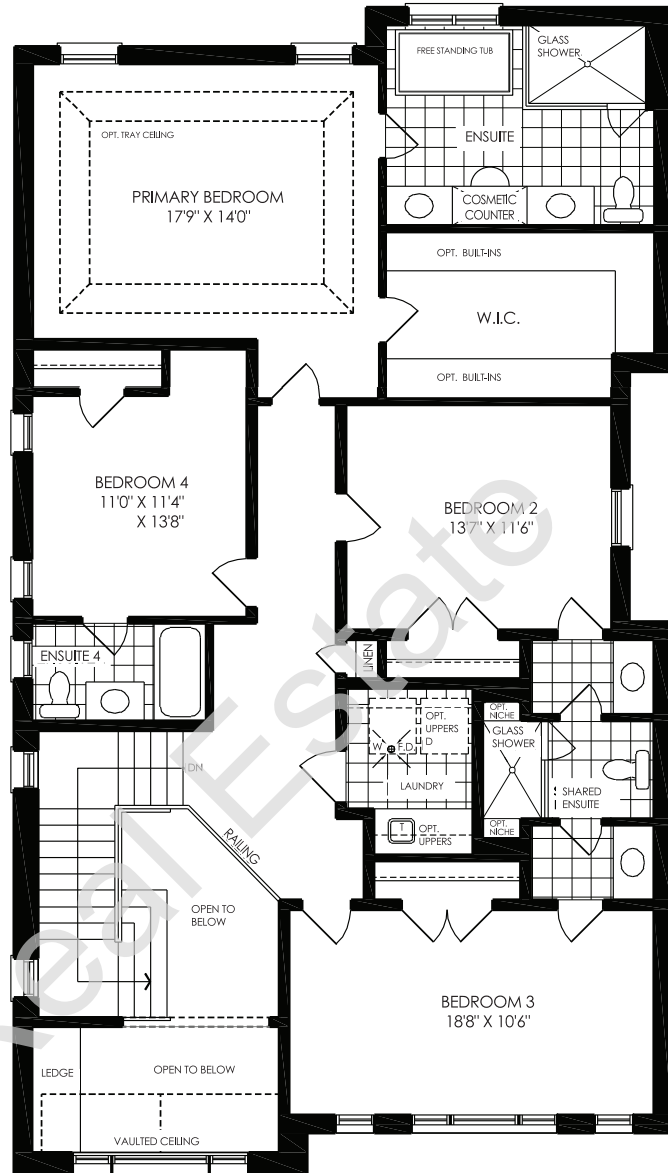 FREE STANDING TUB
GLASS
SHOWER
OPT. TRAY CEILING
ENSUITE
PRIMARY BEDROOM
17'9" X 14'0"
COSMETIC
COUNTER
OPT. BUILT-INS
W.I.C.
OPT. BUILT-INS
BEDROOM 4
11'0" X 11'4"
X 13'8"
BEDROOM 2
13'7" X 11'6"
ENSUITE 4
LINEN
OPT.
UPPERS
D
W
F.D.
LAUNDRY
OPT.
NICHE
GLASS
SHOWER
SHARED
ENSUITE
OPT.
NICHE
T
OPT.
UPPERS
DN
RAILING
OPEN TO
BELOW
BEDROOM 3
18'8" X 10'6"
LEDGE
OPEN TO BELOW
VAULTED CEILING
Real Estate